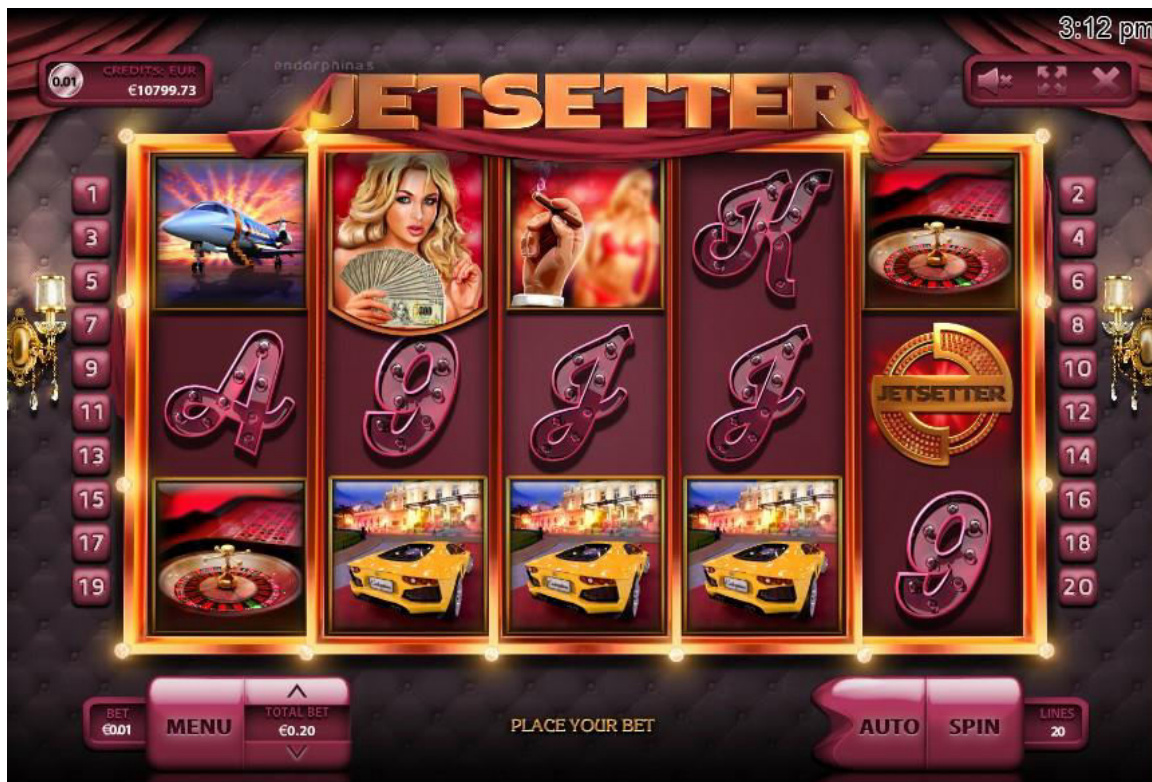 3:12 pm
0.01
CREDITS: EUR
€10799.73
endorphina
JETSETTER
1
2
3
4
5
6
7
8
9
10
11
12
13
14
15
16
17
18
19
20
K
A
9
J
J
JETSETTER
9
BET
€0.01
MENU
TOTAL BET
€0.20
PLACE YOUR BET
AUTO
SPIN
LINES
20